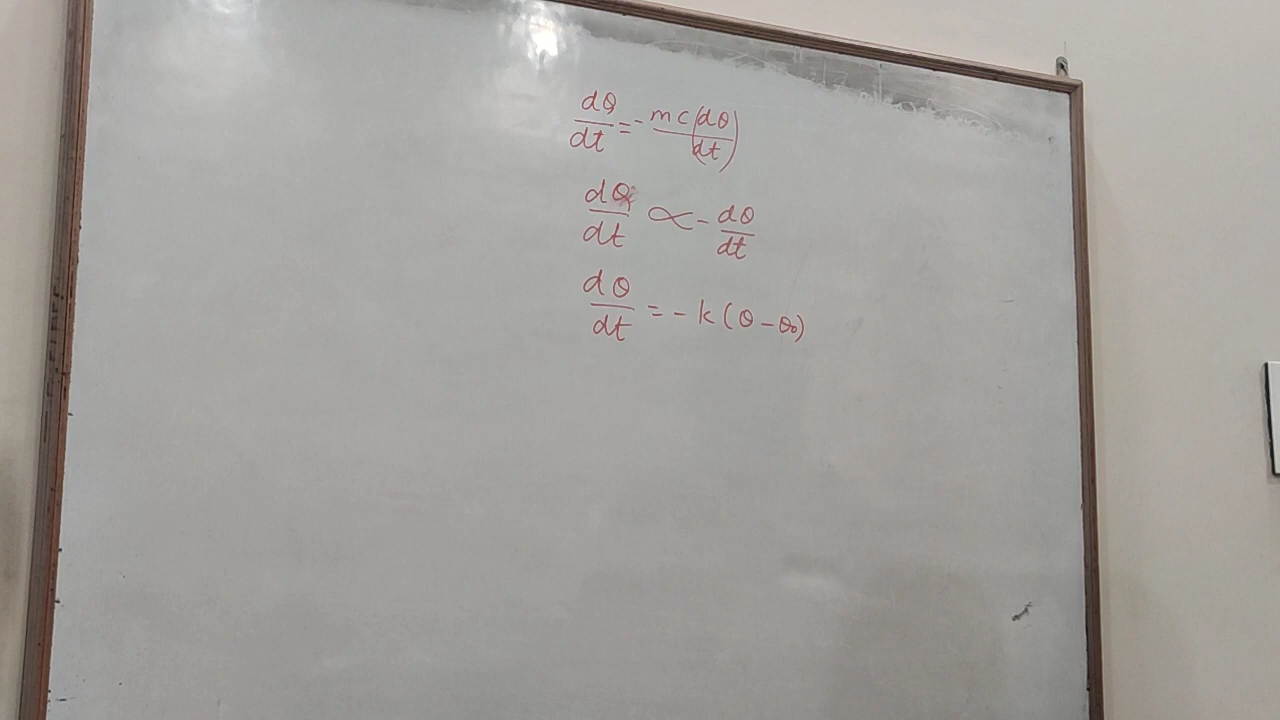 dQ/dt = - mc(dθ/dt)
dQ/dt ∝ - dθ/dt
dθ/dt = - k(θ - θ₀)